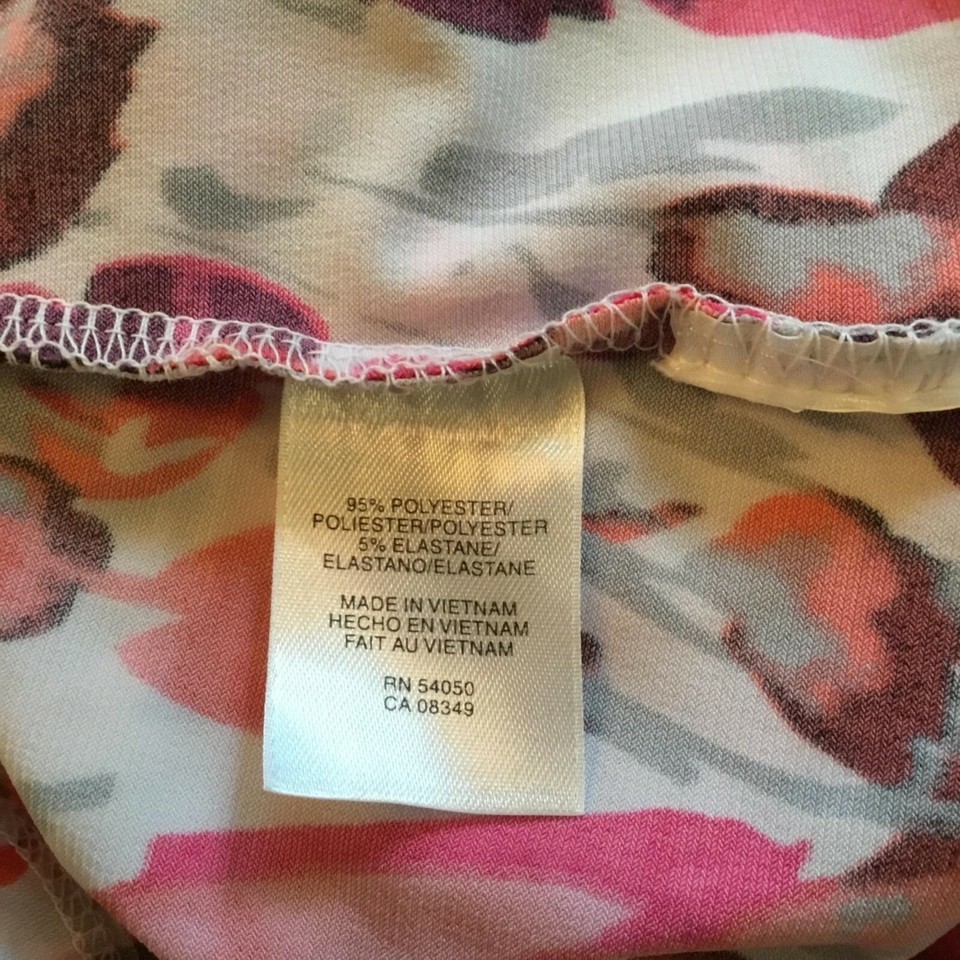 95% POLYESTER/
POLIESTER/POLYESTER
5% ELASTANE/
ELASTANO/ELASTANE
MADE IN VIETNAM
HECHO EN VIETNAM
FAIT AU VIETNAM
RN 54050
CA 08349